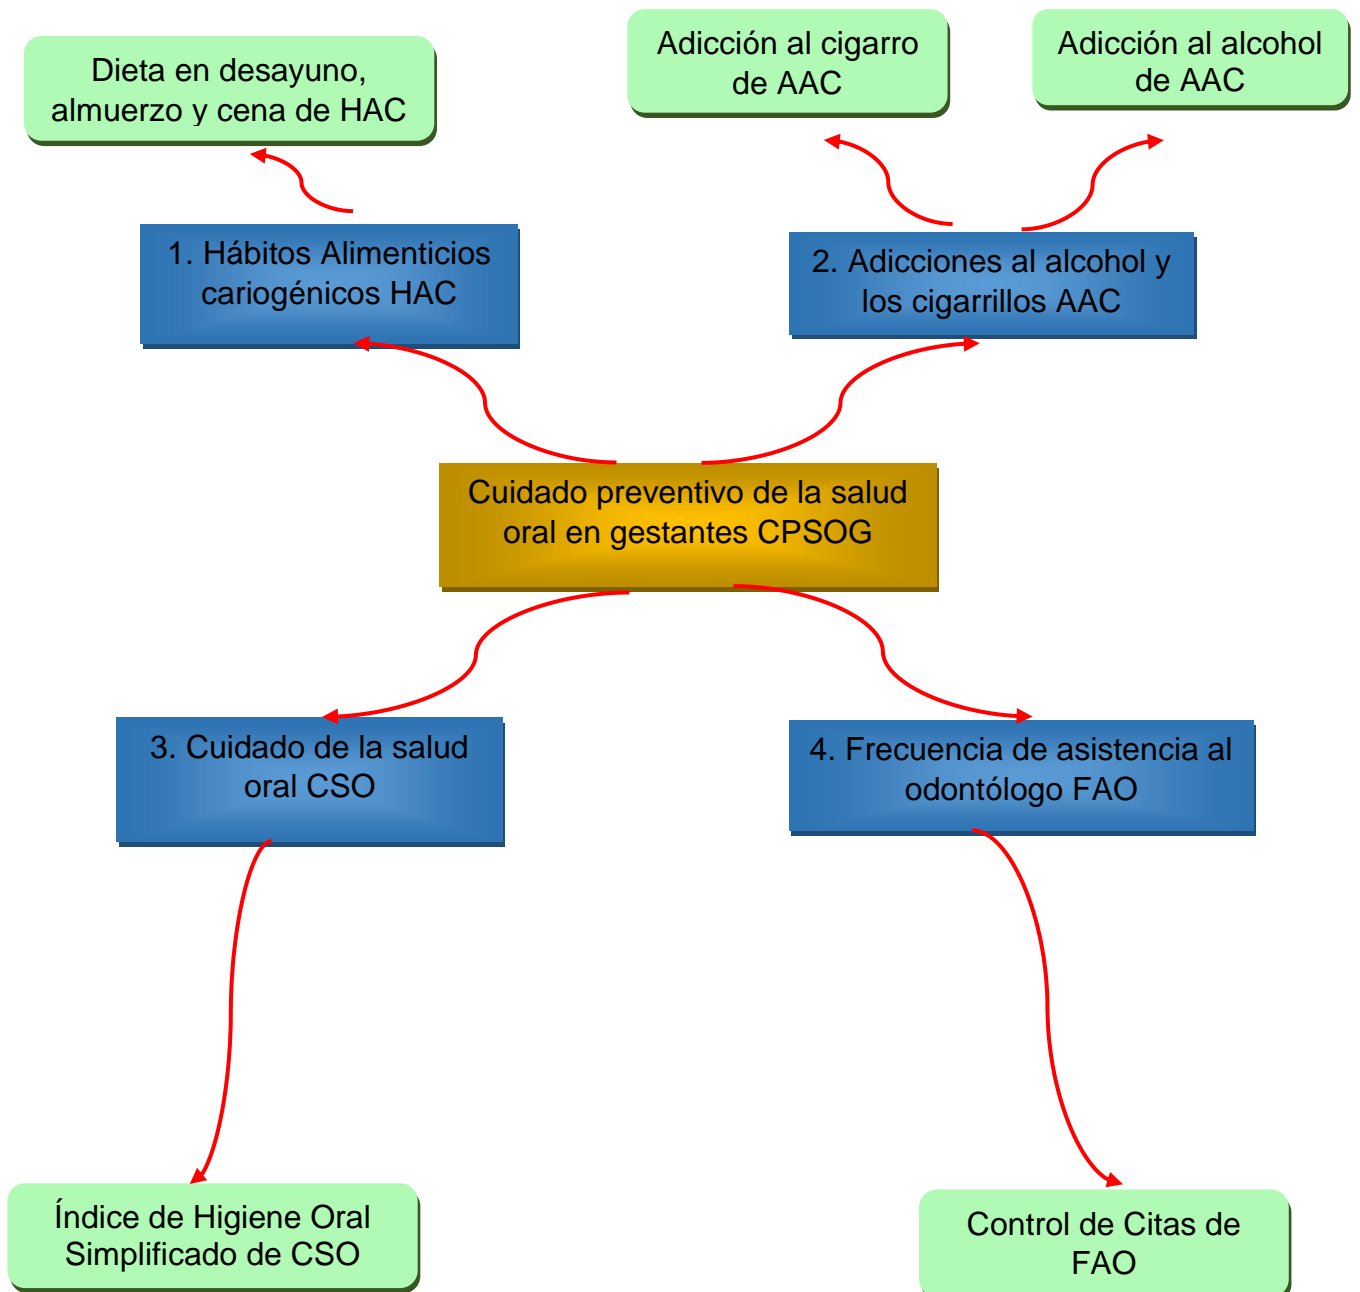 Dieta en desayuno,
almuerzo y cena de HAC
Adicción al cigarro
de AAC
Adicción al alcohol
de AAC
1. Hábitos Alimenticios
cariogénicos HAC
2. Adicciones al alcohol y
los cigarrillos AAC
Cuidado preventivo de la salud
oral en gestantes CPSOG
3. Cuidado de la salud
oral CSO
4. Frecuencia de asistencia al
odontólogo FAO
Índice de Higiene Oral
Simplificado de CSO
Control de Citas de
FAO